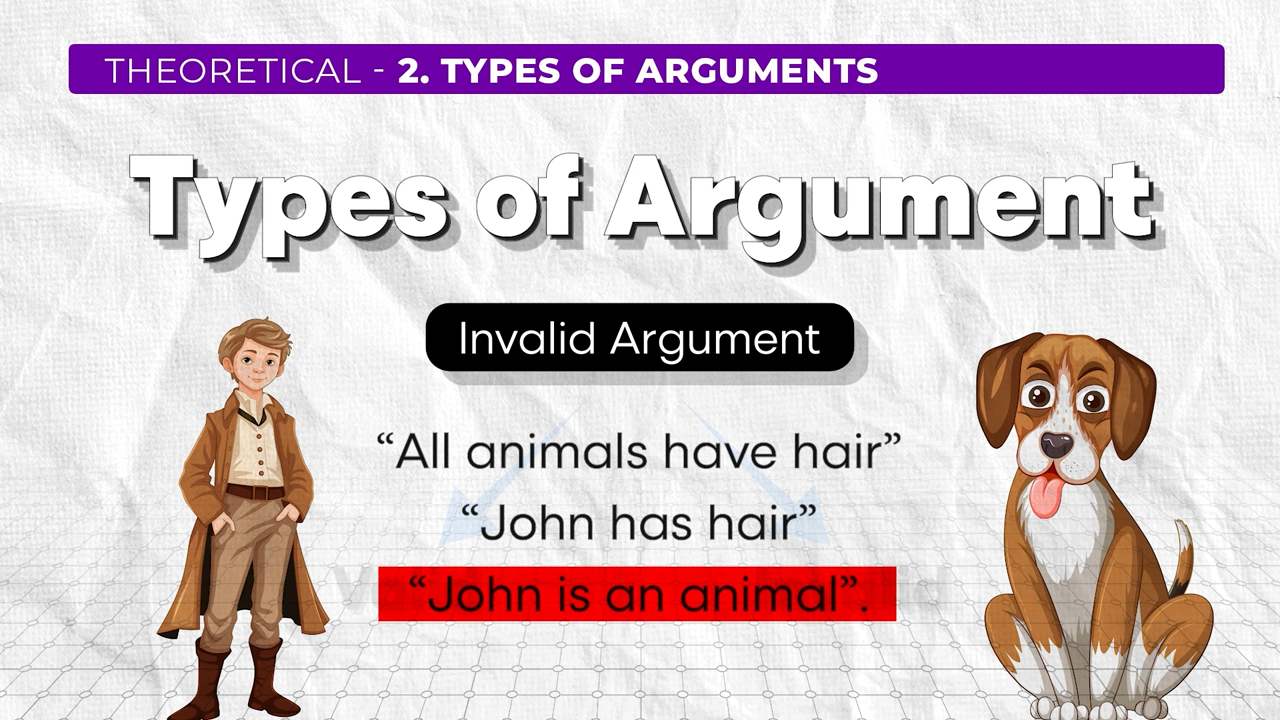 THEORETICAL - 2. TYPES OF ARGUMENTS
Types of Argument
Invalid Argument
“All animals have hair”
“John has hair”
“John is an animal”.